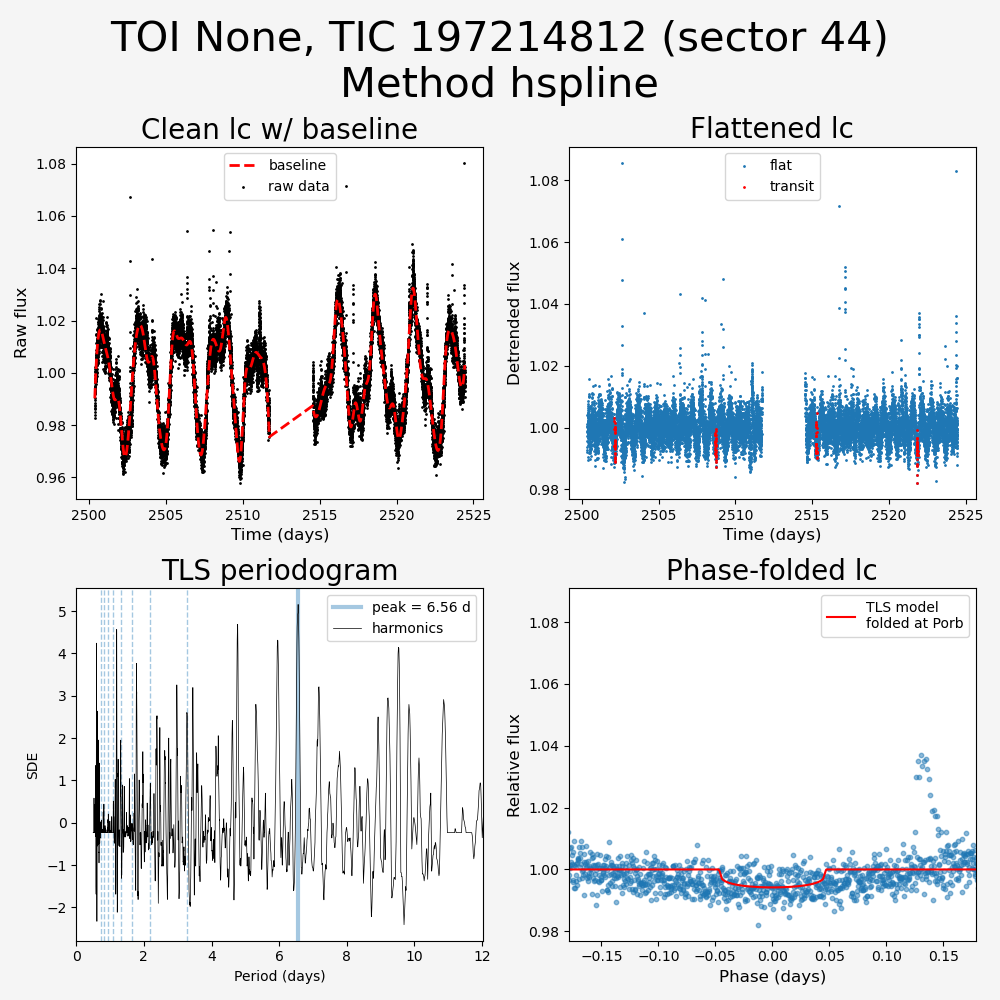 TOI None, TIC 197214812 (sector 44)
Method hspline
Clean lc w/ baseline
Flattened lc
baseline
raw data
flat
transit
1.08
1.06
1.04
1.02
1.00
0.98
0.96
Raw flux
2500
2505
2510
2515
2520
2525
Time (days)
1.08
1.06
1.04
1.02
1.00
0.98
Detrended flux
2500
2505
2510
2515
2520
2525
Time (days)
TLS periodogram
Phase-folded lc
peak = 6.56 d
harmonics
5
4
3
2
1
0
−1
−2
SDE
0
2
4
6
8
10
12
Period (days)
TLS model
folded at Porb
1.08
1.06
1.04
1.02
1.00
0.98
Relative flux
−0.15
−0.10
−0.05
0.00
0.05
0.10
0.15
Phase (days)